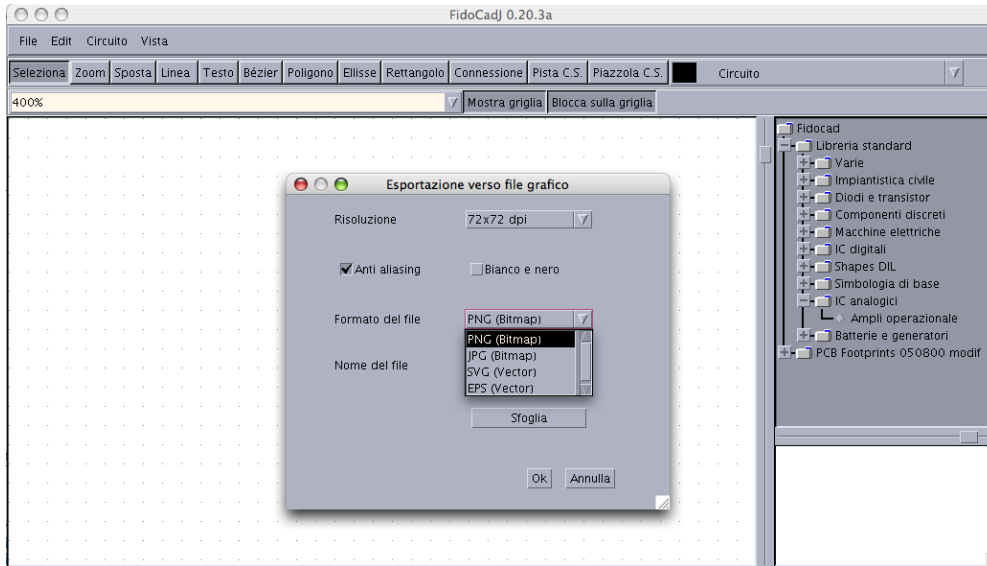 FidoCadJ 0.20.3a
File Edit Circuito Vista
Seleziona Zoom Sposta Linea Testo Bézier Poligono Ellisse Rettangolo Connessione Pista C.S. Piazzola C.S. Circuito
400% Mostra griglia Blocca sulla griglia
Esportazione verso file grafico
Risoluzione 72x72 dpi
Anti aliasing Bianco e nero
Formato del file PNG (Bitmap)
PNG (Bitmap)
JPG (Bitmap)
SVG (Vector)
EPS (Vector)
Nome del file
Sfoglia
Ok Annulla
Fidocad
Libreria standard
Varie
Impiantistica civile
Diodi e transistor
Componenti discreti
Macchine elettriche
IC digitali
Shapes DIL
Simbologia di base
IC analogici
Ampli operazionale
Batterie e generatori
PCB Footprints 050800 modif